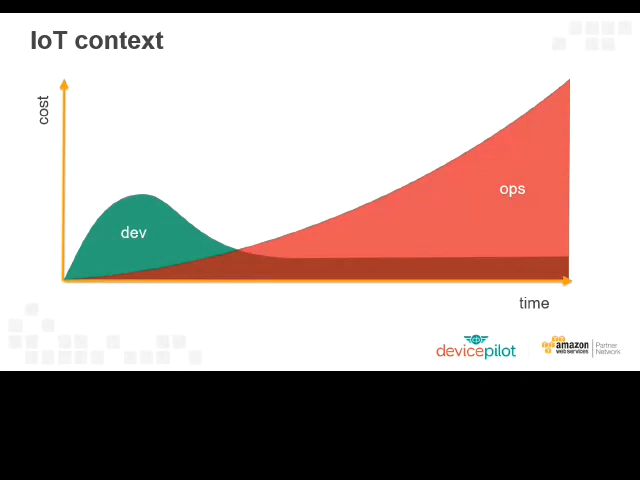 IoT context
cost
dev
ops
time
devicepilot
amazon
web services
Partner
Network